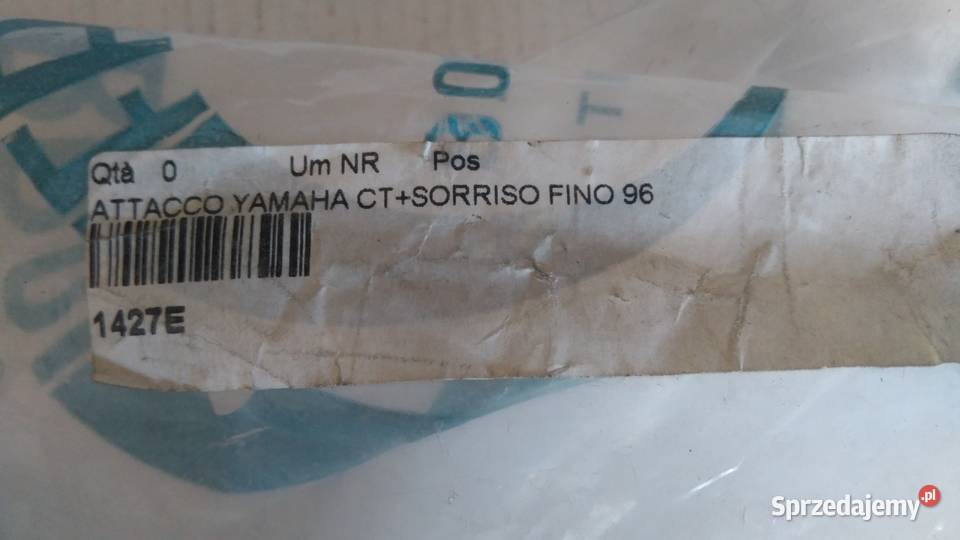 Qtà 0 Um NR Pos
ATTACCO YAMAHA CT+SORRISO FINO 96
1427E
Sprzedajemy.pl